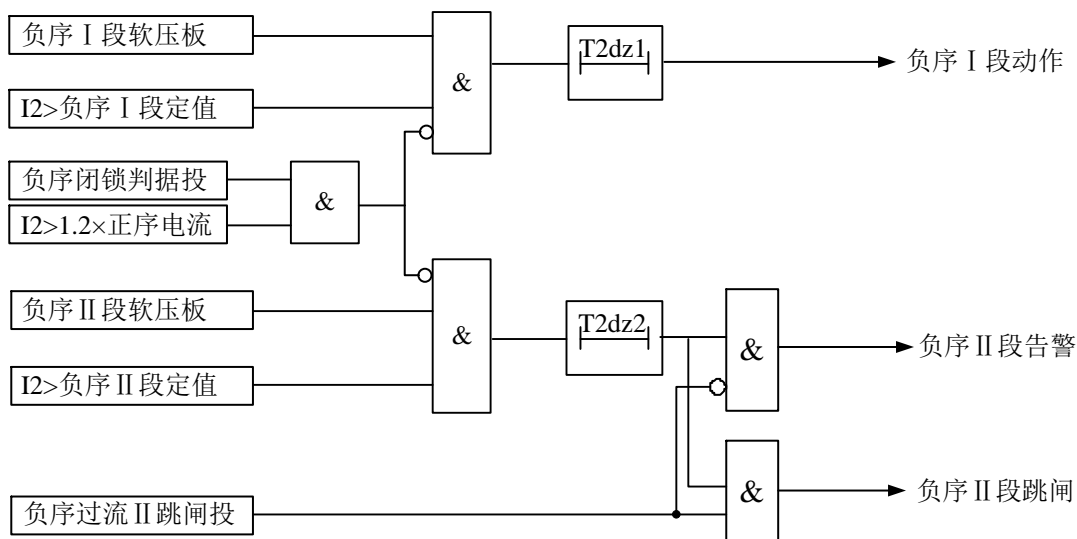 负序Ⅰ段软压板
&
T2dz1
负序Ⅰ段动作
I2>负序Ⅰ段定值
负序闭锁判据投
&
I2>1.2×正序电流
负序Ⅱ段软压板
&
T2dz2
&
负序Ⅱ段告警
I2>负序Ⅱ段定值
负序过流Ⅱ跳闸投
&
负序Ⅱ段跳闸